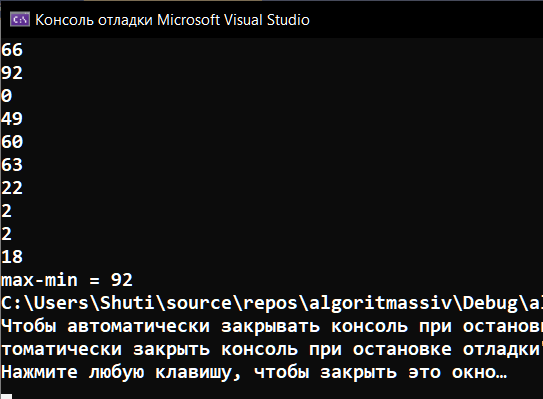 C:\
Консоль отладки Microsoft Visual Studio
66
92
0
49
60
63
22
2
2
18
max-min = 92
C:\Users\Shuti\source\repos\algoritmassiv\Debug\al
Чтобы автоматически закрывать консоль при останов
томатически закрыть консоль при остановке отладки"
Нажмите любую клавишу, чтобы закрыть это окно…